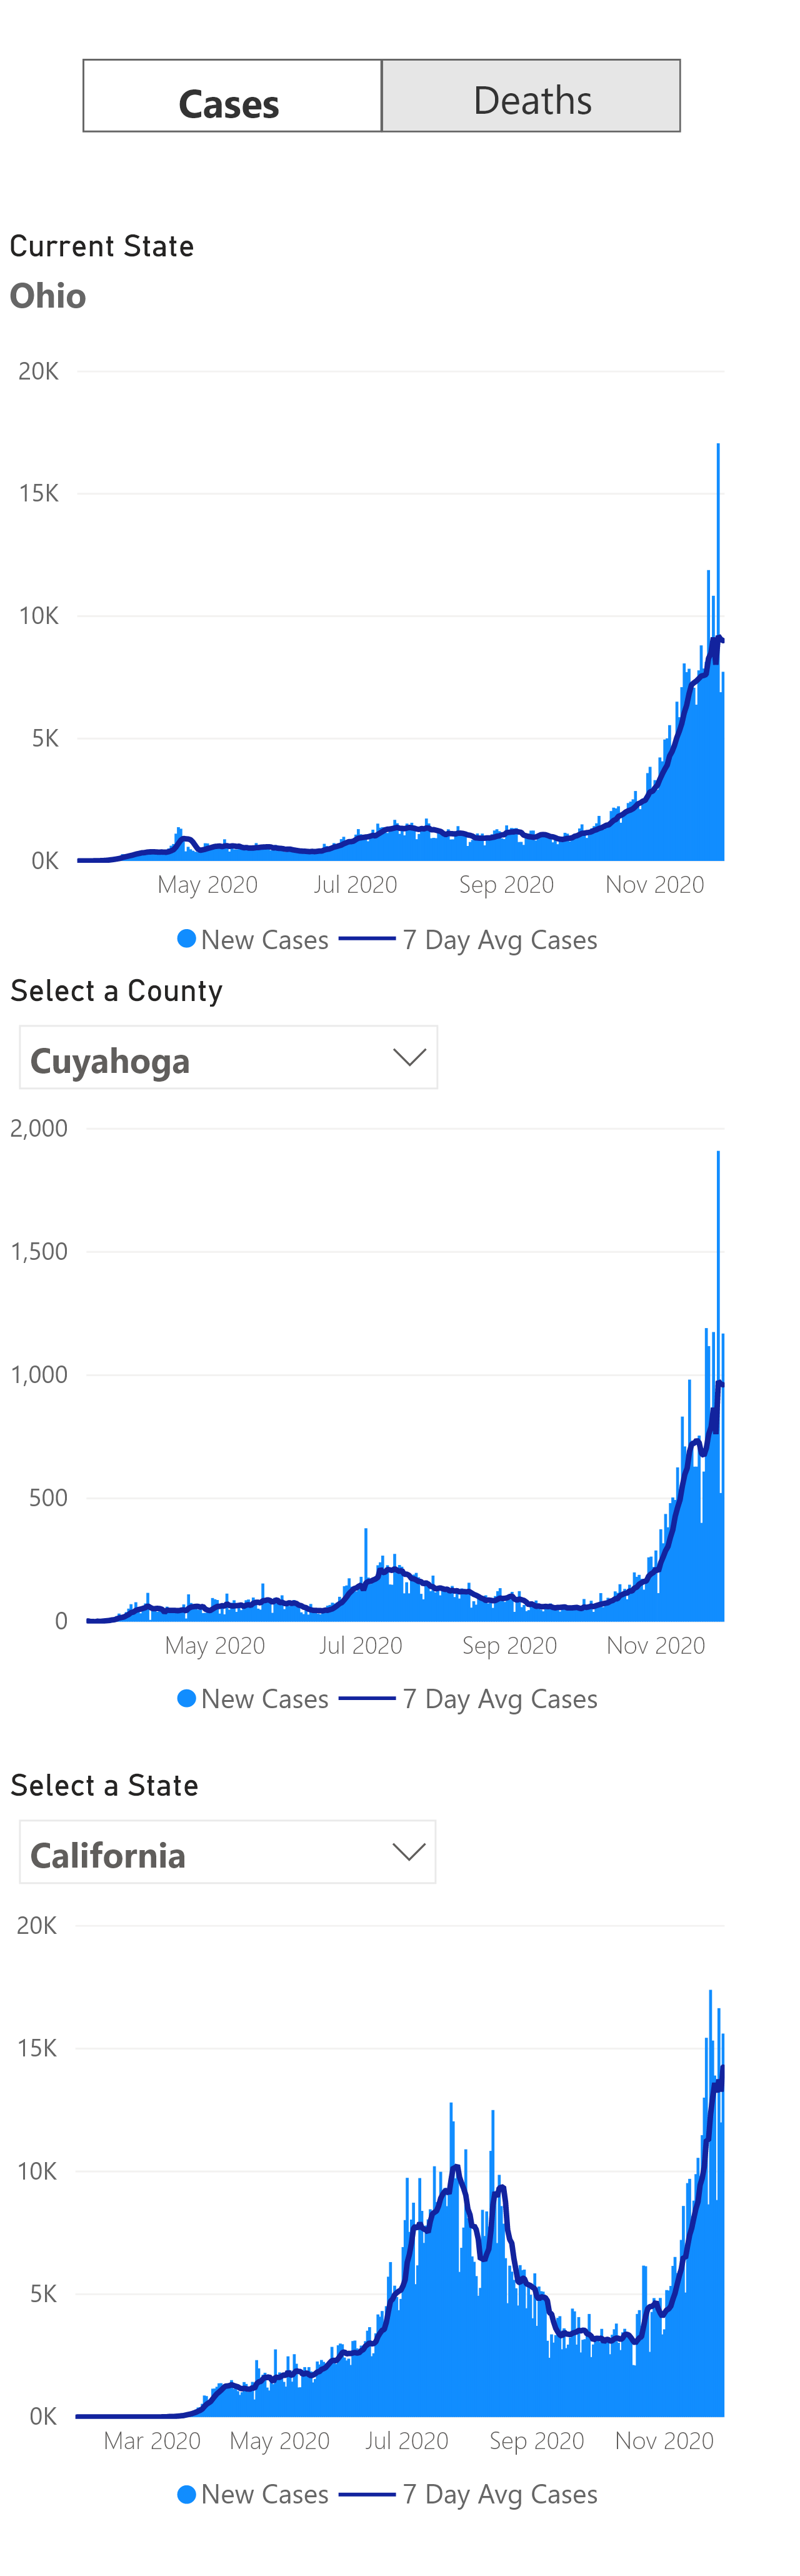 Cases Deaths
Current State
Ohio
20K
15K
10K
5K
0K
May 2020 Jul 2020 Sep 2020 Nov 2020
New Cases 7 Day Avg Cases
Select a County
Cuyahoga
2,000
1,500
1,000
500
0
May 2020 Jul 2020 Sep 2020 Nov 2020
New Cases 7 Day Avg Cases
Select a State
California
20K
15K
10K
5K
0K
Mar 2020 May 2020 Jul 2020 Sep 2020 Nov 2020
New Cases 7 Day Avg Cases